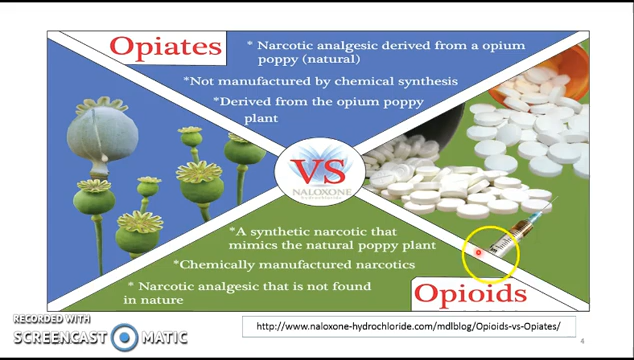 Opiates
* Narcotic analgesic derived from a opium
poppy (natural)
*Not manufactured by chemical synthesis
*Derived from the opium poppy
plant
VS
NALOXONE
hydrochloride
*A synthetic narcotic that
mimics the natural poppy plant
*Chemically manufactured narcotics
* Narcotic analgesic that is not found
in nature
Opioids
RECORDED WITH
SCREENCAST MATIC
http://www.naloxone-hydrochloride.com/mdblog/Opioids-vs-Opiates/
4